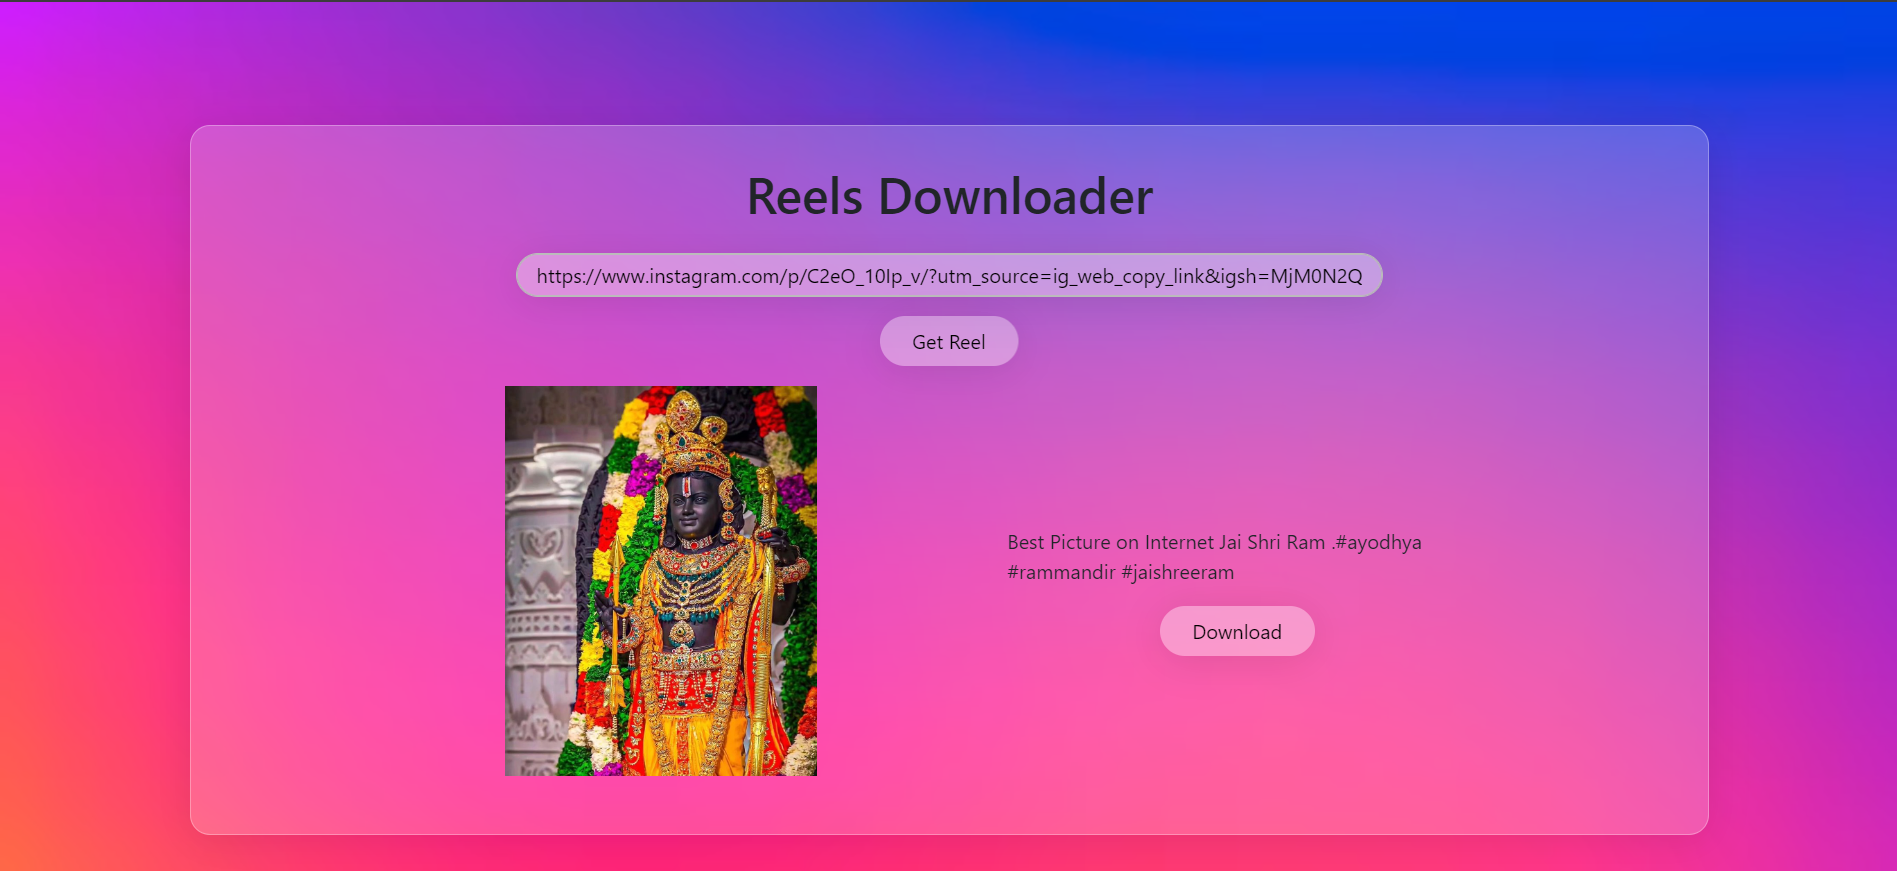 Reels Downloader
https://www.instagram.com/p/C2eO_10Ip_v/?utm_source=ig_web_copy_link&igsh=MjM0N2Q
Get Reel
Best Picture on Internet Jai Shri Ram .#ayodhya
#rammandir #jaishreeram
Download